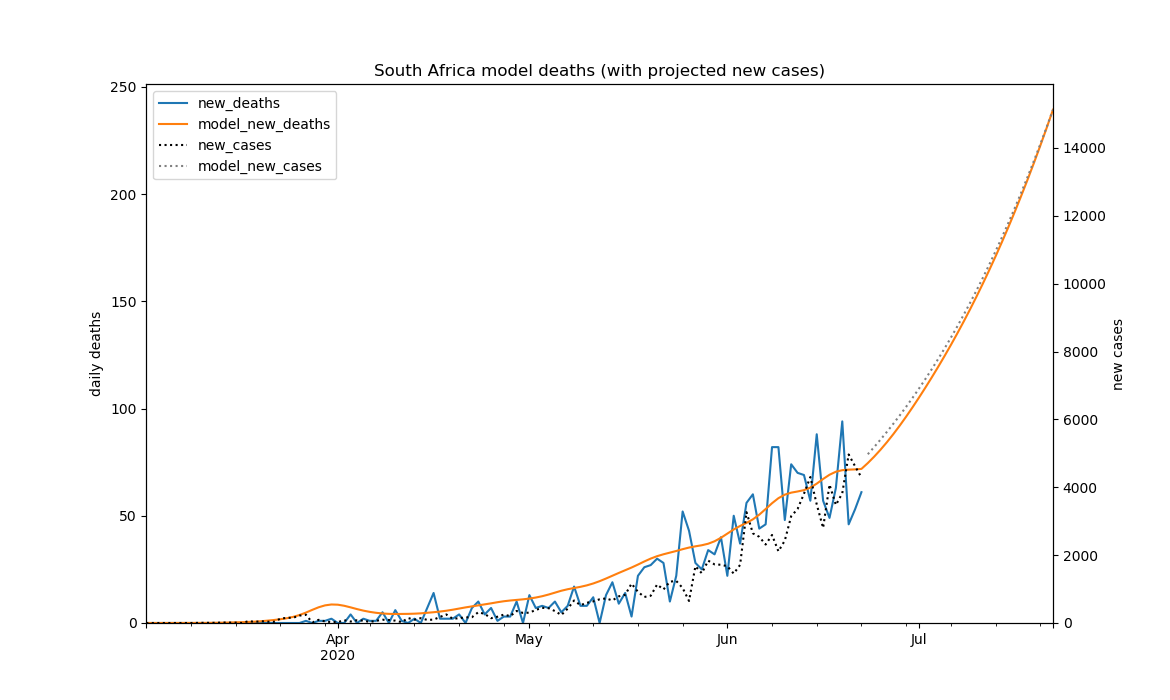 South Africa model deaths (with projected new cases)
new_deaths
model_new_deaths
new_cases
model_new_cases
250
200
150
100
50
0
daily deaths
14000
12000
10000
8000
6000
4000
2000
0
new cases
Apr
2020
May
Jun
Jul